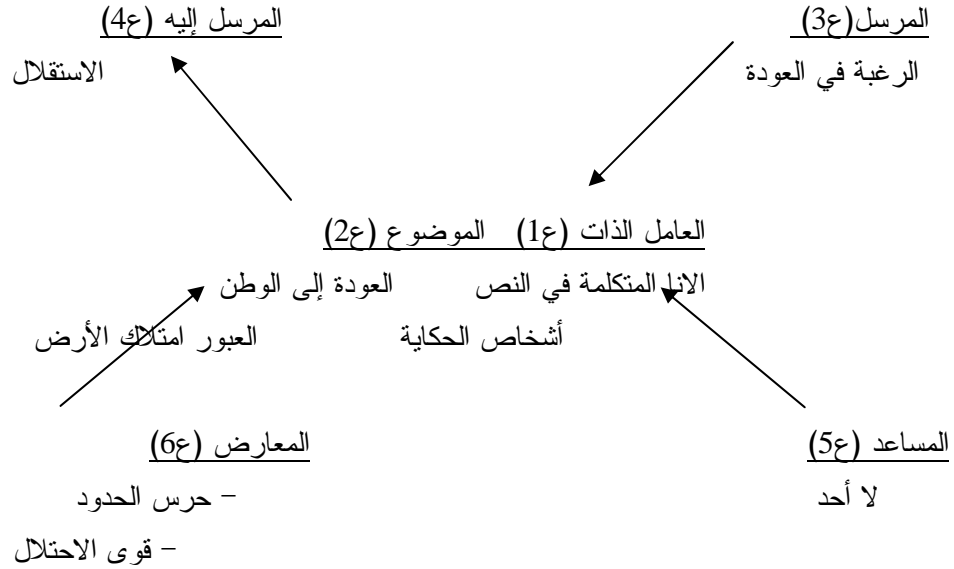 المرسل(ع3) المرسل إليه (ع4)
الرغبة في العودة الاستقلال
العامل الذات (ع1) الموضوع (ع2)
الانا المتكلمة في النص العودة إلى الوطن
أشخاص الحكاية العبور امتلاك الأرض
المساعد (ع5) المعارض (ع6)
لا أحد – حرس الحدود
– قوى الاحتلال